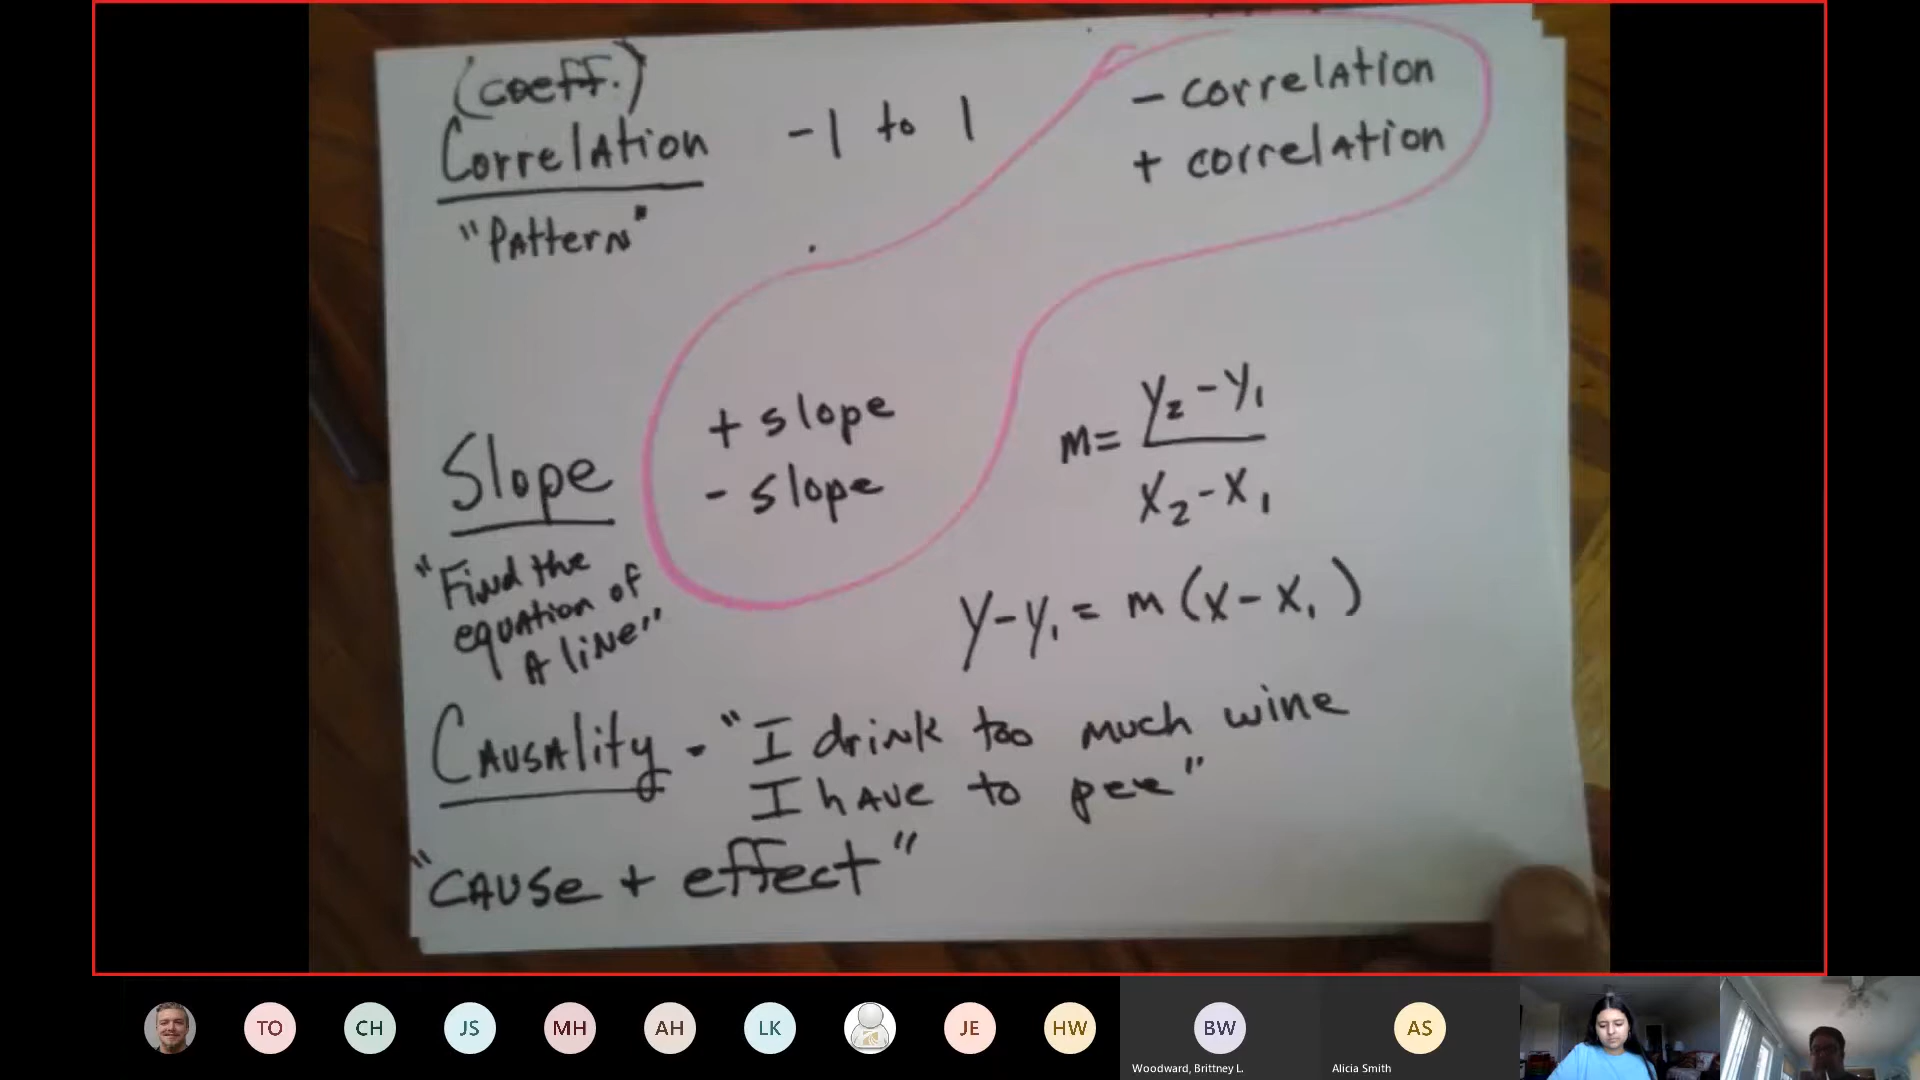 (coeff.)
Correlation
-1 to 1
- correlation
+ correlation
"Pattern"
Slope
+ slope
- slope
m = y₂ - y₁ / x₂ - x₁
"Find the
equation of
a line"
y - y₁ = m (x - x₁)
Causality - "I drink too much wine
I have to pee"
"Cause + effect"
TO
CH
JS
MH
AH
LK
JE
HW
BW
AS
Woodward, Brittney L.
Alicia Smith